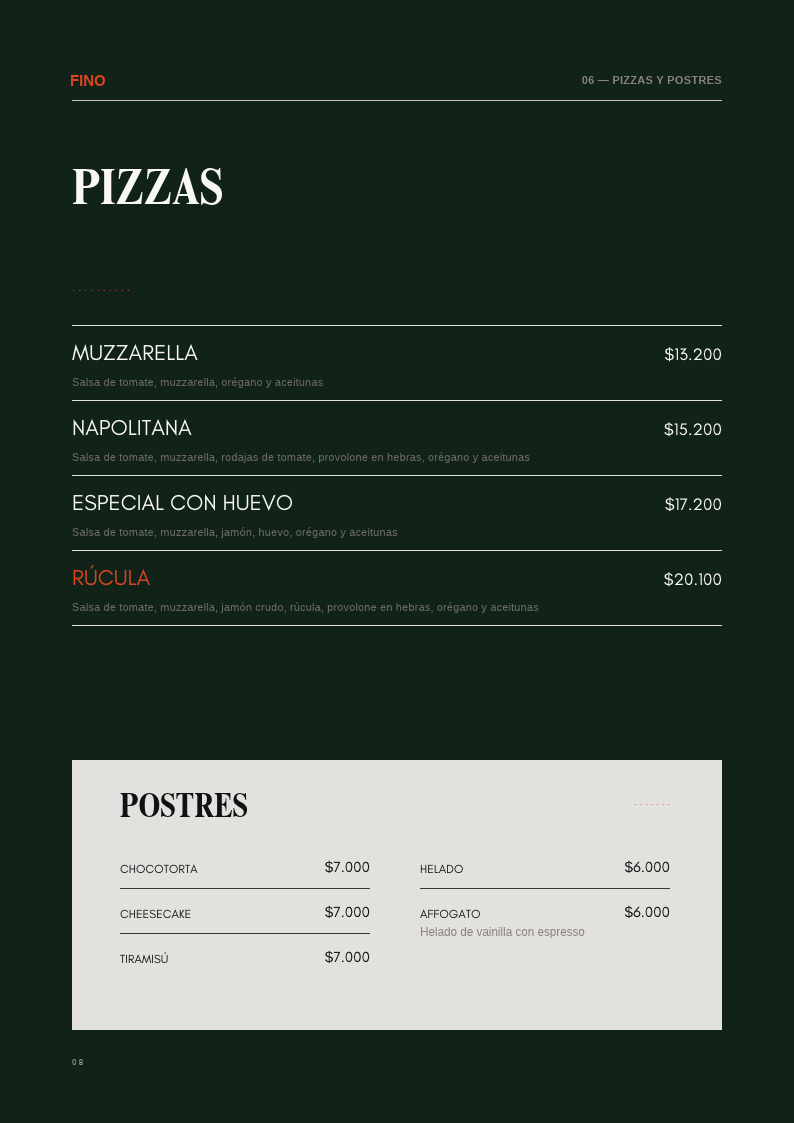 FINO
06 — PIZZAS Y POSTRES
PIZZAS
MUZZARELLA $13.200
Salsa de tomate, muzzarella, orégano y aceitunas
NAPOLITANA $15.200
Salsa de tomate, muzzarella, rodajas de tomate, provolone en hebras, orégano y aceitunas
ESPECIAL CON HUEVO $17.200
Salsa de tomate, muzzarella, jamón, huevo, orégano y aceitunas
RÚCULA $20.100
Salsa de tomate, muzzarella, jamón crudo, rúcula, provolone en hebras, orégano y aceitunas
POSTRES
CHOCOTORTA $7.000
CHEESECAKE $7.000
TIRAMISÚ $7.000
HELADO $6.000
AFFOGATO $6.000
Helado de vainilla con espresso
08